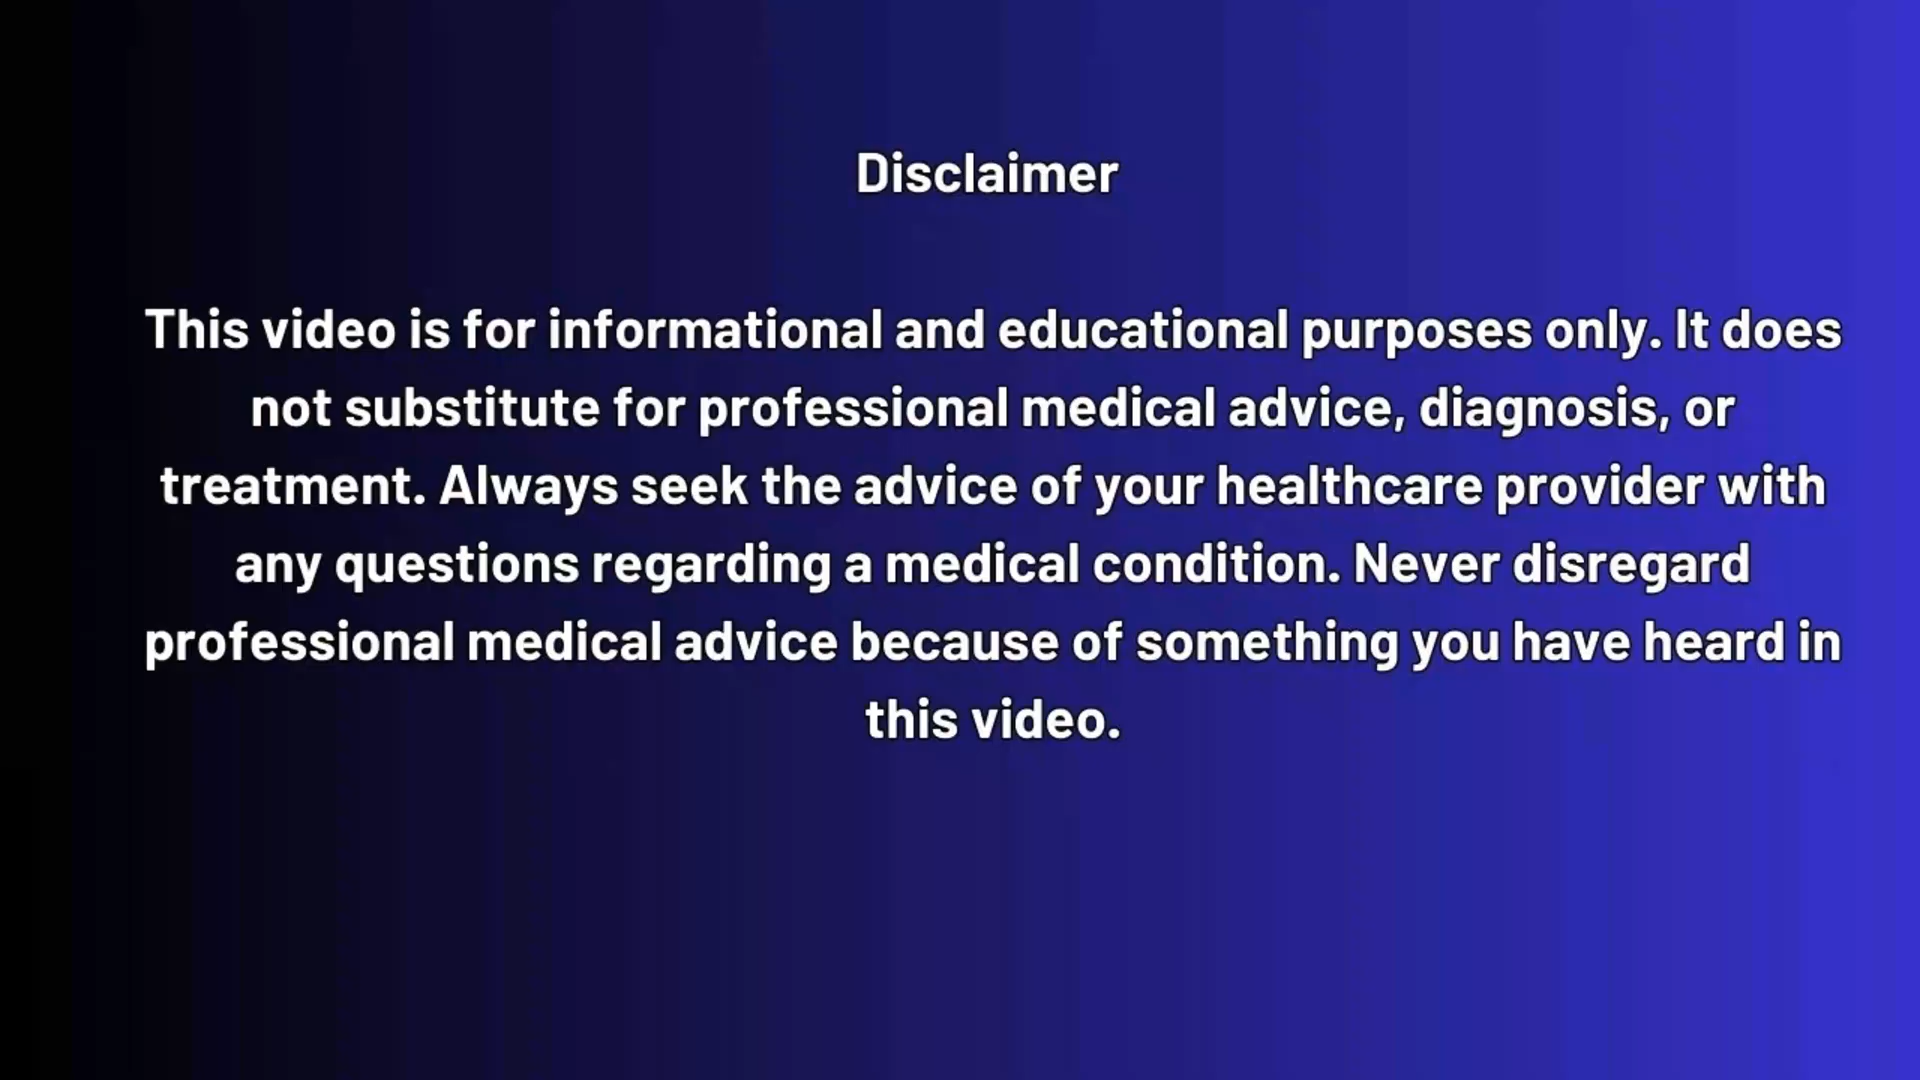 Disclaimer
This video is for informational and educational purposes only. It does
not substitute for professional medical advice, diagnosis, or
treatment. Always seek the advice of your healthcare provider with
any questions regarding a medical condition. Never disregard
professional medical advice because of something you have heard in
this video.